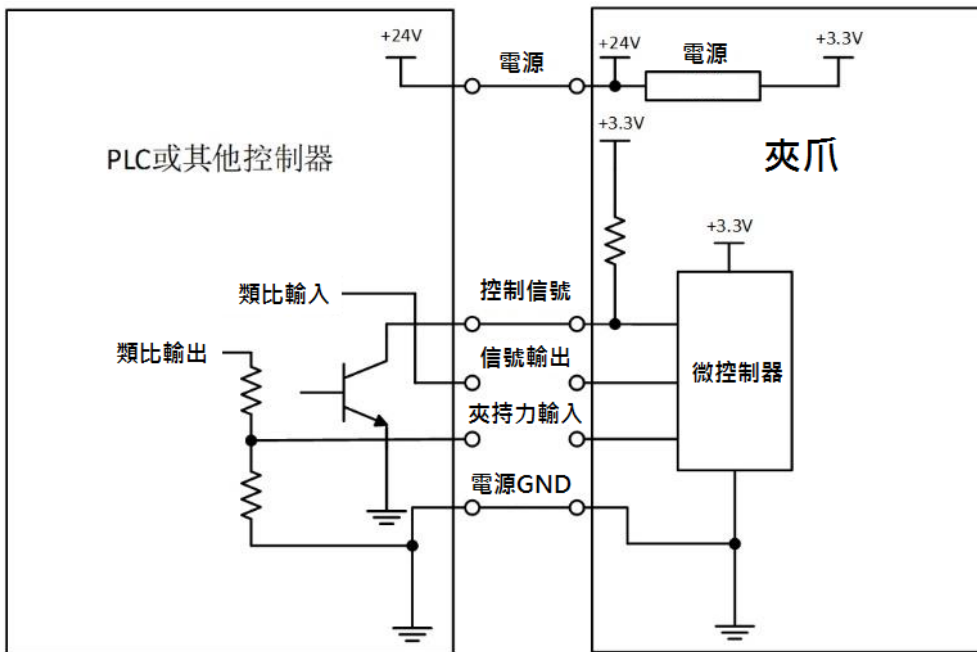 +24V
電源
+24V
電源
+3.3V
+3.3V
PLC或其他控制器
夾爪
+3.3V
類比輸入
控制信號
類比輸出
信號輸出
微控制器
夾持力輸入
電源GND